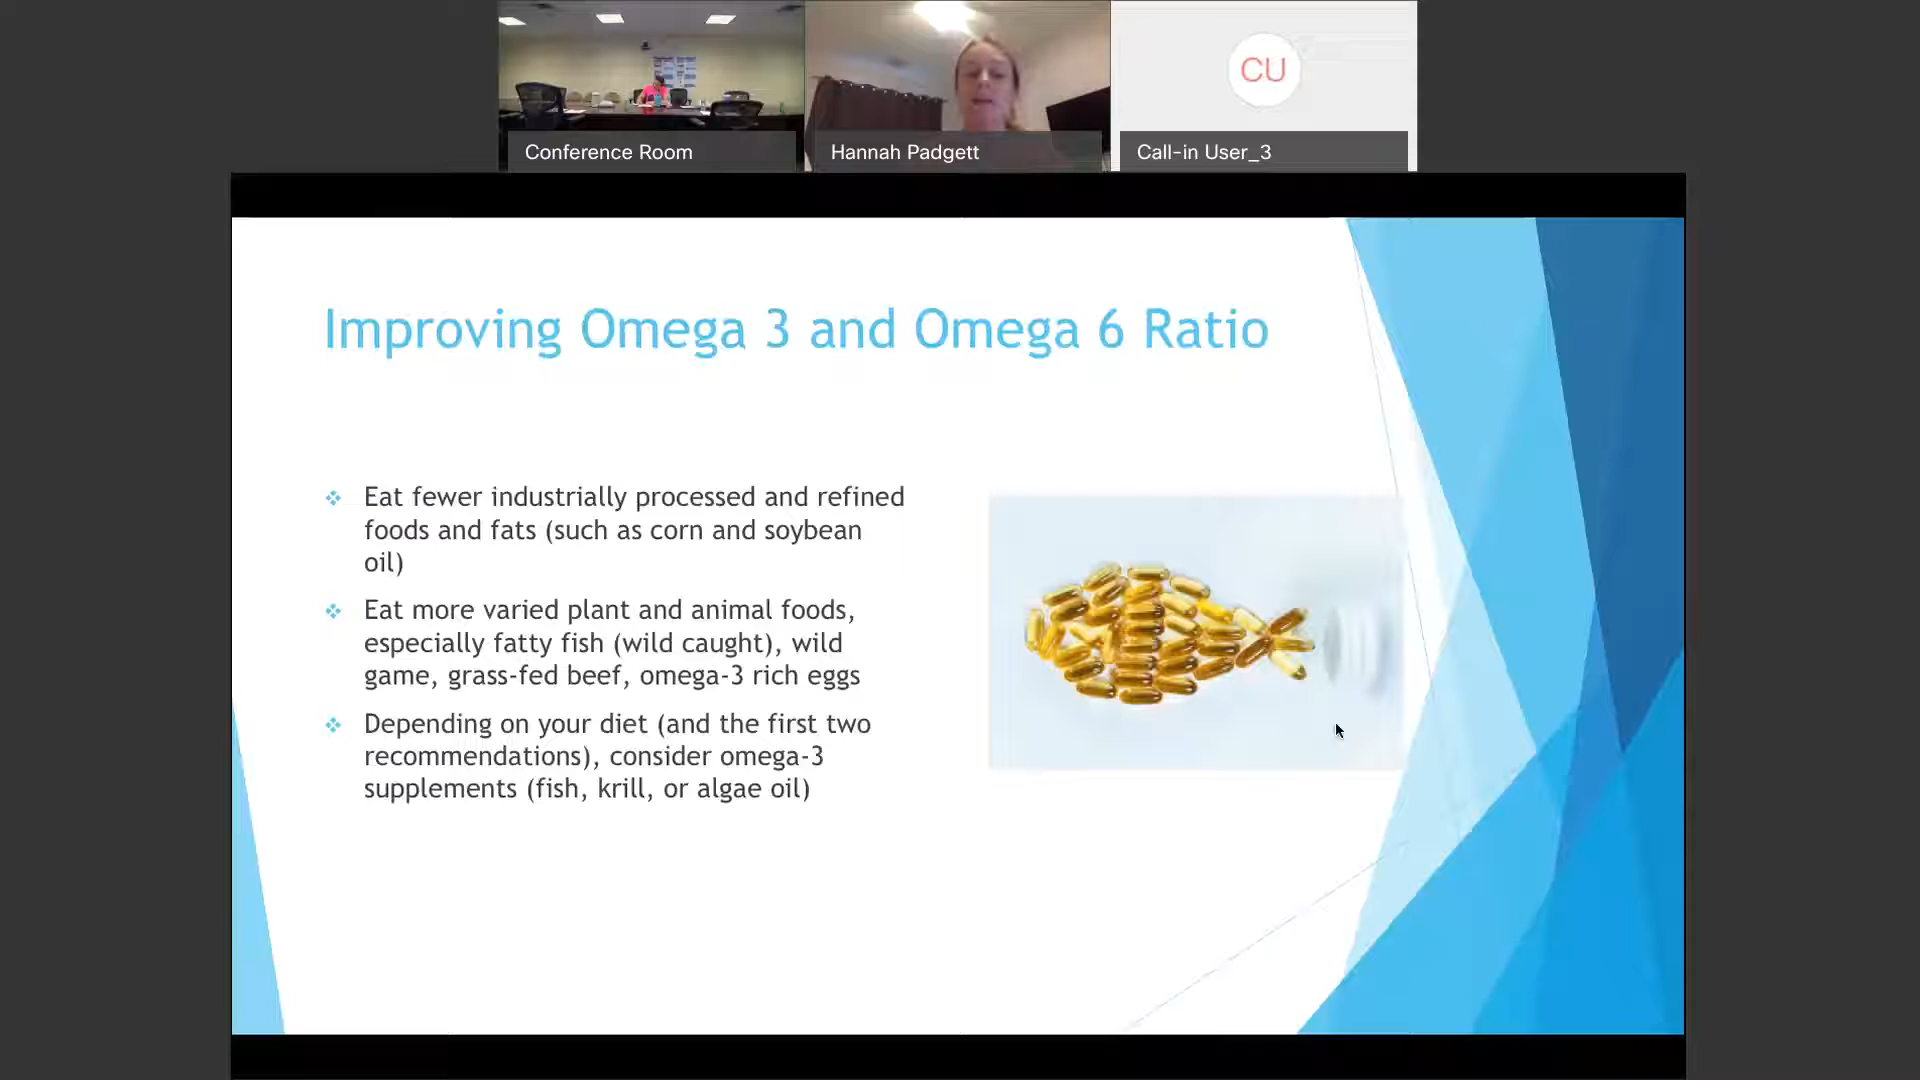 CU
Conference Room
Hannah Padgett
Call-in User_3
Improving Omega 3 and Omega 6 Ratio
Eat fewer industrially processed and refined
foods and fats (such as corn and soybean
oil)
Eat more varied plant and animal foods,
especially fatty fish (wild caught), wild
game, grass-fed beef, omega-3 rich eggs
Depending on your diet (and the first two
recommendations), consider omega-3
supplements (fish, krill, or algae oil)